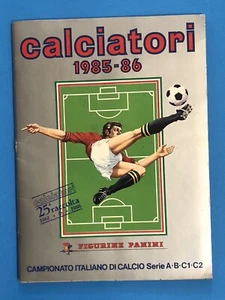 calciatori
1985-86
25ª raccolta
FIGURINE PANINI
CAMPIONATO ITALIANO DI CALCIO Serie A·B·C1·C2